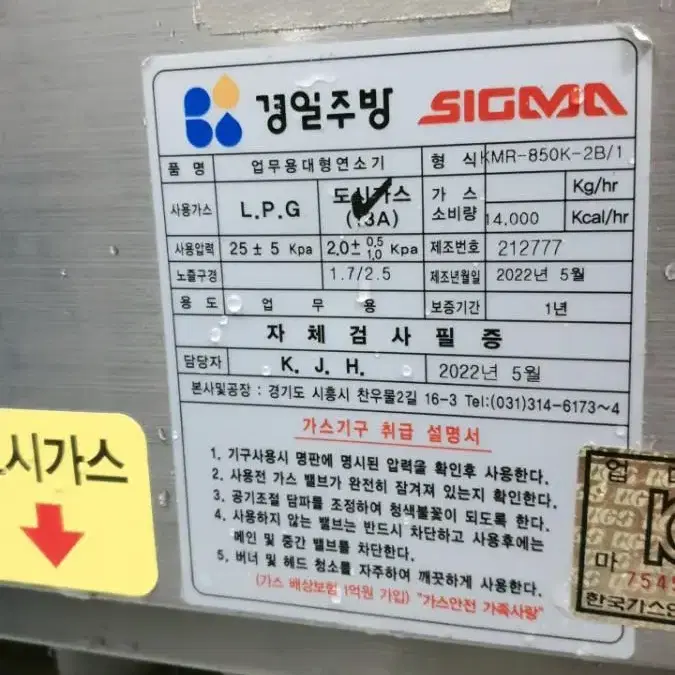 경일주방 SIGMA
품 명 업무용대형연소기 형 식 KMR-850K-2B/1
사용가스 L.P.G 도시가스 (13A) 가 스 소비량 Kg/hr
14,000 Kcal/hr
사용압력 25 ± 5 Kpa 2.0± 0.5 1.0 Kpa 제조번호 212777
노즐구경 1.7/2.5 제조년월일 2022년 5월
용 도 업 무 용 보증기간 1년
자 체 검 사 필 증
담당자 K. J. H. 2022년 5월
본사및공장 : 경기도 시흥시 찬우물2길 16-3 Tel:(031)314-6173~4
가스기구 취급 설명서
1. 기구사용시 명판에 명시된 압력을 확인후 사용한다.
2. 사용전 가스 밸브가 완전히 잠겨져 있는지 확인한다.
3. 공기조절 담파를 조정하여 청색불꽃이 되도록 한다.
4. 사용하지 않는 밸브는 반드시 차단하고 사용후에는
메인 및 중간 밸브를 차단한다.
5. 버너 및 헤드 청소를 자주하여 깨끗하게 사용한다.
(가스 배상보험 1억원 가입) "가스안전 가족사랑"
시가스
업
마 7545
한국가스안